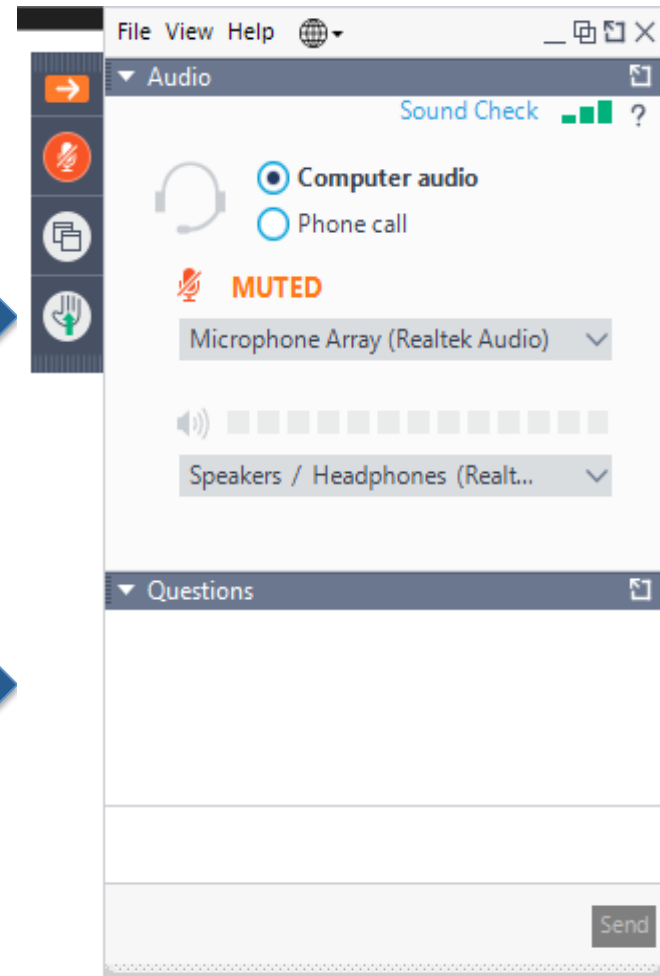 File View Help
Audio
Sound Check ?
Computer audio
Phone call
MUTED
Microphone Array (Realtek Audio)
Speakers / Headphones (Realt...
Questions
Send